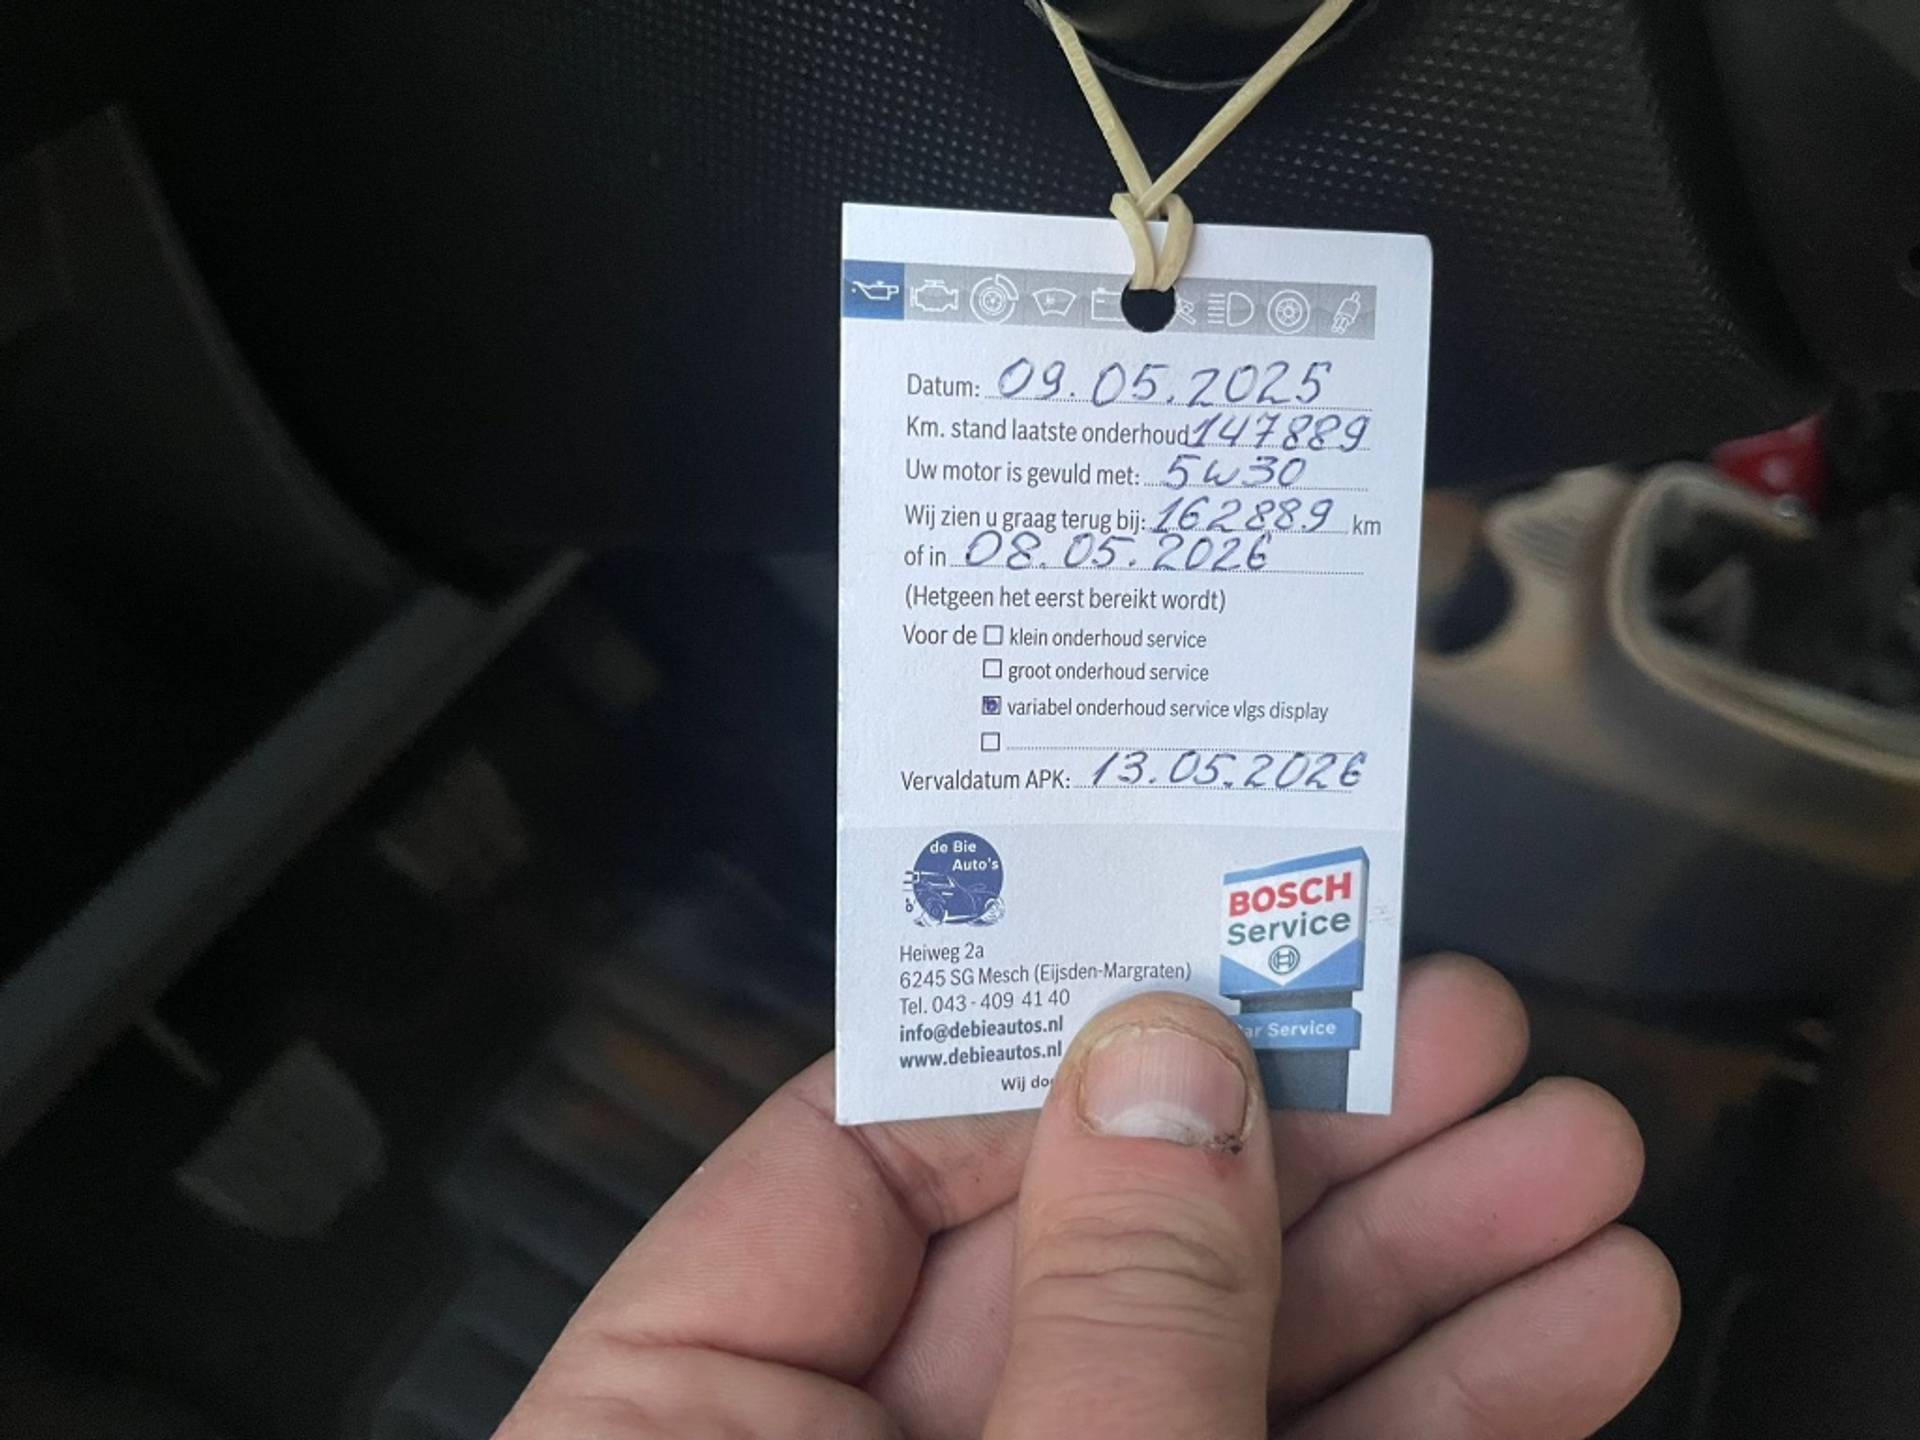 Datum: 09.05.2025
Km. stand laatste onderhoud 147889
Uw motor is gevuld met: 5W30
Wij zien u graag terug bij: 162889 km
of in 08.05.2026
(Hetgeen het eerst bereikt wordt)
Voor de ☐ klein onderhoud service
☐ groot onderhoud service
☒ variabel onderhoud service vlgs display
☐
Vervaldatum APK: 13.05.2026
de Bie
Auto's
Heiweg 2a
6245 SG Mesch (Eijsden-Margraten)
Tel. 043 - 409 41 40
info@debieautos.nl
www.debieautos.nl
Wij
BOSCH
Service
Service